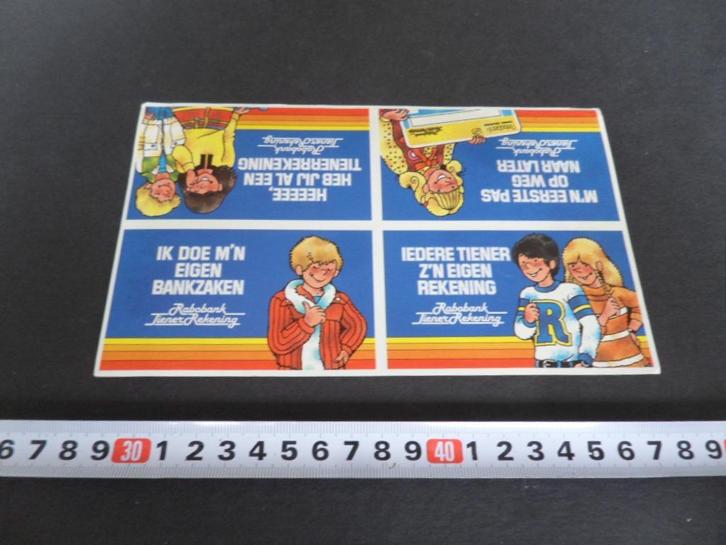 HEEEEE,
HEB JIJ AL EEN
TIENERREKENING
Rabobank
TienerRekening
M'N EERSTE PAS
OP WEG
NAAR LATER
Rabobank
TienerRekening
IK DOE M'N
EIGEN
BANKZAKEN
Rabobank
TienerRekening
IEDERE TIENER
Z'N EIGEN
REKENING
Rabobank
TienerRekening
R
6 7 8 9 30 1 2 3 4 5 6 7 8 9 40 1 2 3 4 5 6 7 8 9